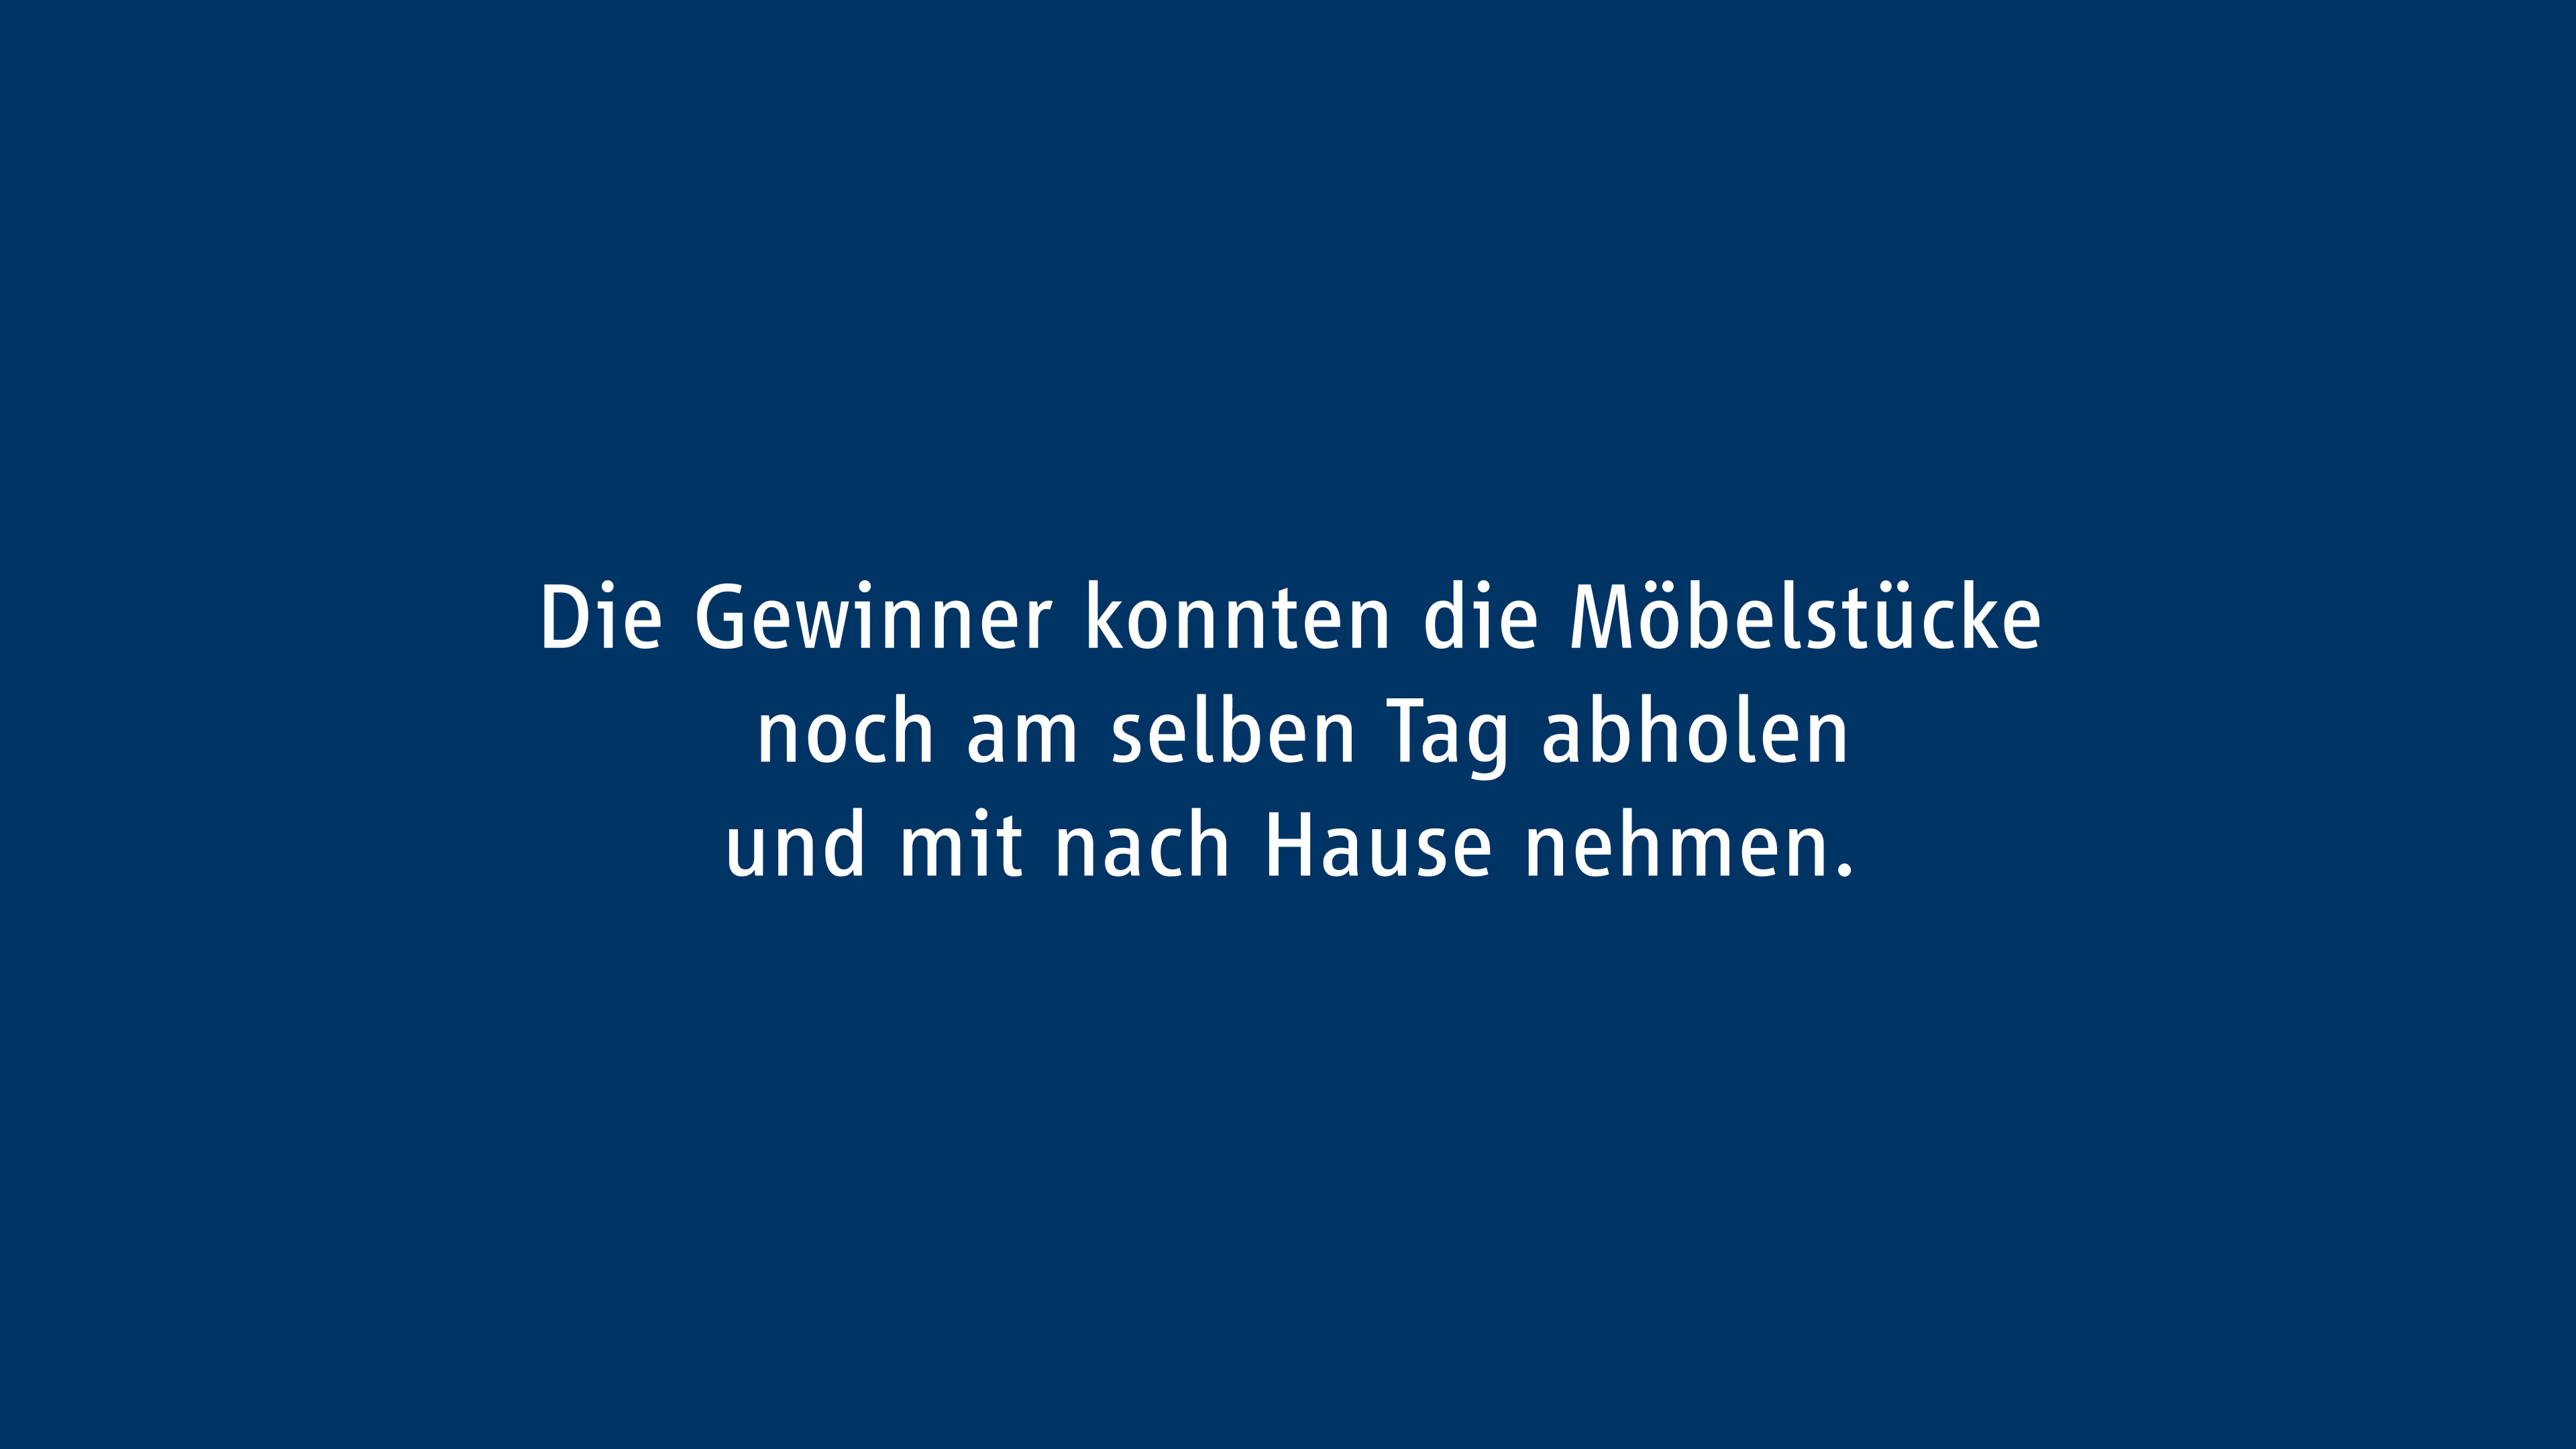 Die Gewinner konnten die Möbelstücke
noch am selben Tag abholen
und mit nach Hause nehmen.